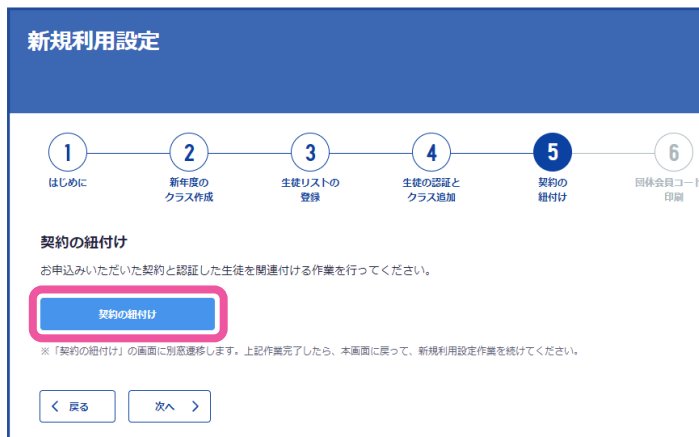 新規利用設定
1
2
3
4
5
6
はじめに
新年度の
クラス作成
生徒リストの
登録
生徒の認証と
クラス追加
契約の
紐付け
団体会員コード
印刷
契約の紐付け
お申込みいただいた契約と認証した生徒を関連付ける作業を行ってください。
契約の紐付け
※「契約の紐付け」の画面に別窓遷移します。上記作業完了したら、本画面に戻って、新規利用設定作業を続けてください。
戻る
次へ